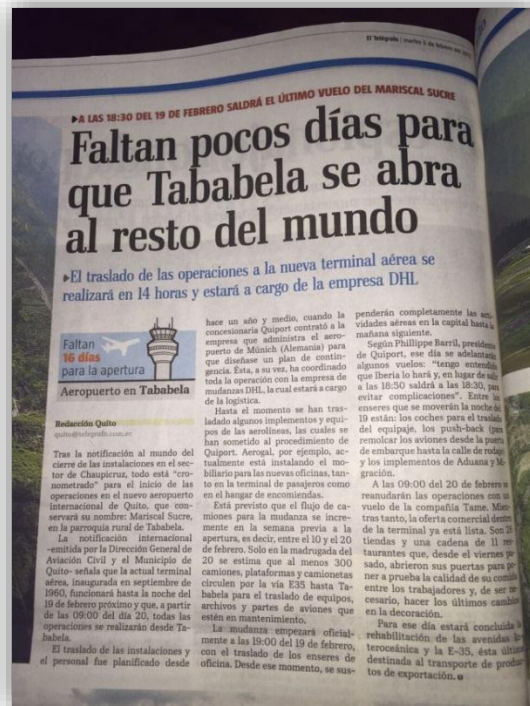 El Telégrafo | martes 5 de febrero de
▶A LAS 18:30 DEL 19 DE FEBRERO SALDRÁ EL ÚLTIMO VUELO DEL MARISCAL SUCRE
Faltan pocos días para
que Tababela se abra
al resto del mundo
▶El traslado de las operaciones a la nueva terminal aérea se
realizará en 14 horas y estará a cargo de la empresa DHL
Faltan
16 días
para la apertura
Aeropuerto en Tababela
Redacción Quito
quito@telegrafo.com.ec
Tras la notificación al mundo del
cierre de las instalaciones en el sec-
tor de Chaupicruz, todo está “cro-
nometrado” para el inicio de las
operaciones en el nuevo aeropuerto
internacional de Quito, que con-
servará su nombre: Mariscal Sucre,
en la parroquia rural de Tababela.
La notificación internacional
-emitida por la Dirección General de
Aviación Civil y el Municipio de
Quito- señala que la actual terminal
aérea, inaugurada en septiembre de
1960, funcionará hasta la noche del
19 de febrero próximo y que, a partir
de las 09:00 del día 20, todas las
operaciones se realizarán desde Ta-
babela.
El traslado de las instalaciones y
el personal fue planificado desde
hace un año y medio, cuando la
concesionaria Quiport contrató a la
empresa que administra el aero-
puerto de Múnich (Alemania) para
que diseñase un plan de contin-
gencia. Ésta, a su vez, ha coordinado
toda la operación con la empresa de
mudanzas DHL, la cual estará a cargo
de la logística.
Hasta el momento se han tras-
ladado algunos implementos y equi-
pos de las aerolíneas, las cuales se
han sometido al procedimiento de
Quiport. Aerogal, por ejemplo, ac-
tualmente está instalando el mo-
biliario para las nuevas oficinas, tan-
to en la terminal de pasajeros como
en el hangar de encomiendas.
Está previsto que el flujo de ca-
miones para la mudanza se incre-
mente en la semana previa a la
apertura, es decir, entre el 10 y el 20
de febrero. Solo en la madrugada del
20 se estima que al menos 300
camiones, plataformas y camionetas
circulen por la vía E35 hasta Ta-
babela para el traslado de equipos,
archivos y partes de aviones que
estén en mantenimiento.
La mudanza empezará oficial-
mente a las 19:00 del 19 de febrero,
con el traslado de los enseres de
oficina. Desde ese momento, se sus-
penderán completamente las acti-
vidades aéreas en la capital hasta la
mañana siguiente.
Según Phillippe Barril, presidente
de Quiport, ese día se adelantarán
algunos vuelos: “tengo entendido
que Iberia lo hará y, en lugar de salir
a las 18:50 saldrá a las 18:30, para
evitar complicaciones”. Entre los
enseres que se moverán la noche del
19 están: los coches para el traslado
del equipaje, los push-back (para
remolcar los aviones desde la puerta
de embarque hasta la calle de rodaje)
y los implementos de Aduana y Mi-
gración.
A las 09:00 del 20 de febrero se
reanudarán las operaciones con un
vuelo de la compañía Tame. Mien-
tras tanto, la oferta comercial dentro
de la terminal ya está lista. Son 23
tiendas y una cadena de 11 res-
taurantes que, desde el viernes pa-
sado, abrieron sus puertas para po-
ner a prueba la calidad de su comida
entre los trabajadores y, de ser ne-
cesario, hacer los últimos cambios
en la decoración.
Para ese día estará concluida la
rehabilitación de las avenidas In-
teroceánica y la E-35, ésta última
destinada al transporte de produc-
tos de exportación.